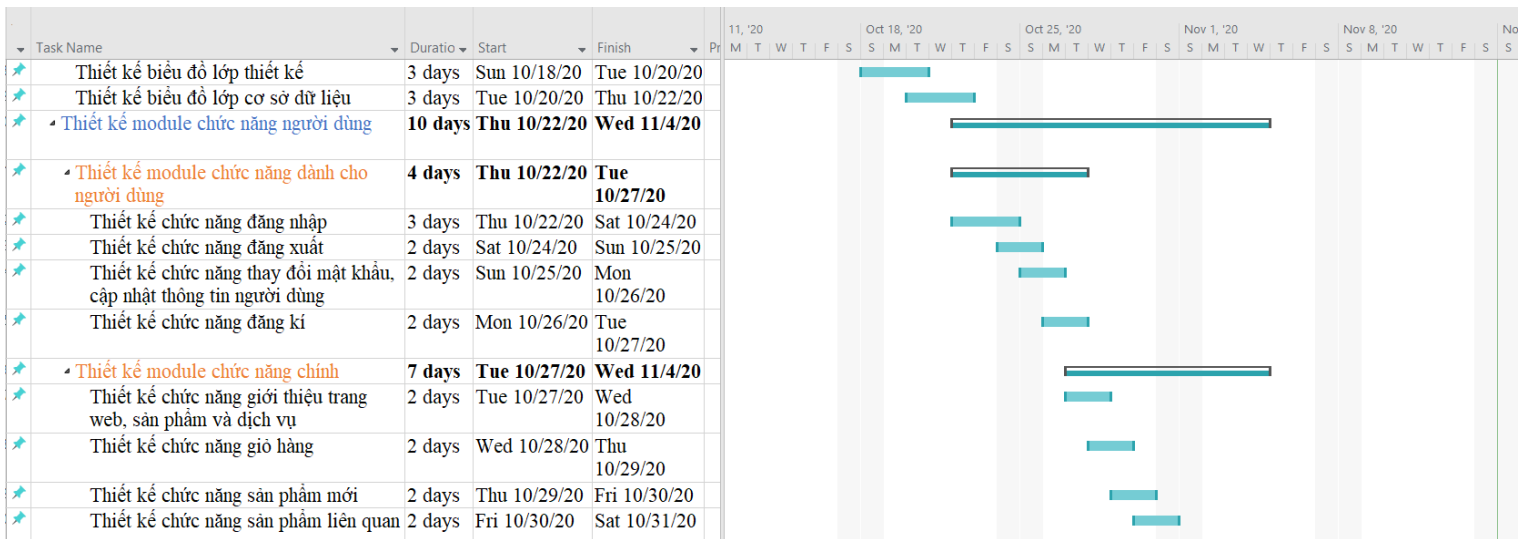 11, '20 Oct 18, '20 Oct 25, '20 Nov 1, '20 Nov 8, '20 No
Task Name Duratio Start Finish Pr M T W T F S S M T W T F S S M T W T F S S M T W T F S S M T W T F S S
Thiết kế biểu đồ lớp thiết kế 3 days Sun 10/18/20 Tue 10/20/20
Thiết kế biểu đồ lớp cơ sở dữ liệu 3 days Tue 10/20/20 Thu 10/22/20
Thiết kế module chức năng người dùng 10 days Thu 10/22/20 Wed 11/4/20
Thiết kế module chức năng dành cho 4 days Thu 10/22/20 Tue
người dùng 10/27/20
Thiết kế chức năng đăng nhập 3 days Thu 10/22/20 Sat 10/24/20
Thiết kế chức năng đăng xuất 2 days Sat 10/24/20 Sun 10/25/20
Thiết kế chức năng thay đổi mật khẩu, 2 days Sun 10/25/20 Mon
cập nhật thông tin người dùng 10/26/20
Thiết kế chức năng đăng kí 2 days Mon 10/26/20 Tue
10/27/20
Thiết kế module chức năng chính 7 days Tue 10/27/20 Wed 11/4/20
Thiết kế chức năng giới thiệu trang 2 days Tue 10/27/20 Wed
web, sản phẩm và dịch vụ 10/28/20
Thiết kế chức năng giỏ hàng 2 days Wed 10/28/20 Thu
10/29/20
Thiết kế chức năng sản phẩm mới 2 days Thu 10/29/20 Fri 10/30/20
Thiết kế chức năng sản phẩm liên quan 2 days Fri 10/30/20 Sat 10/31/20